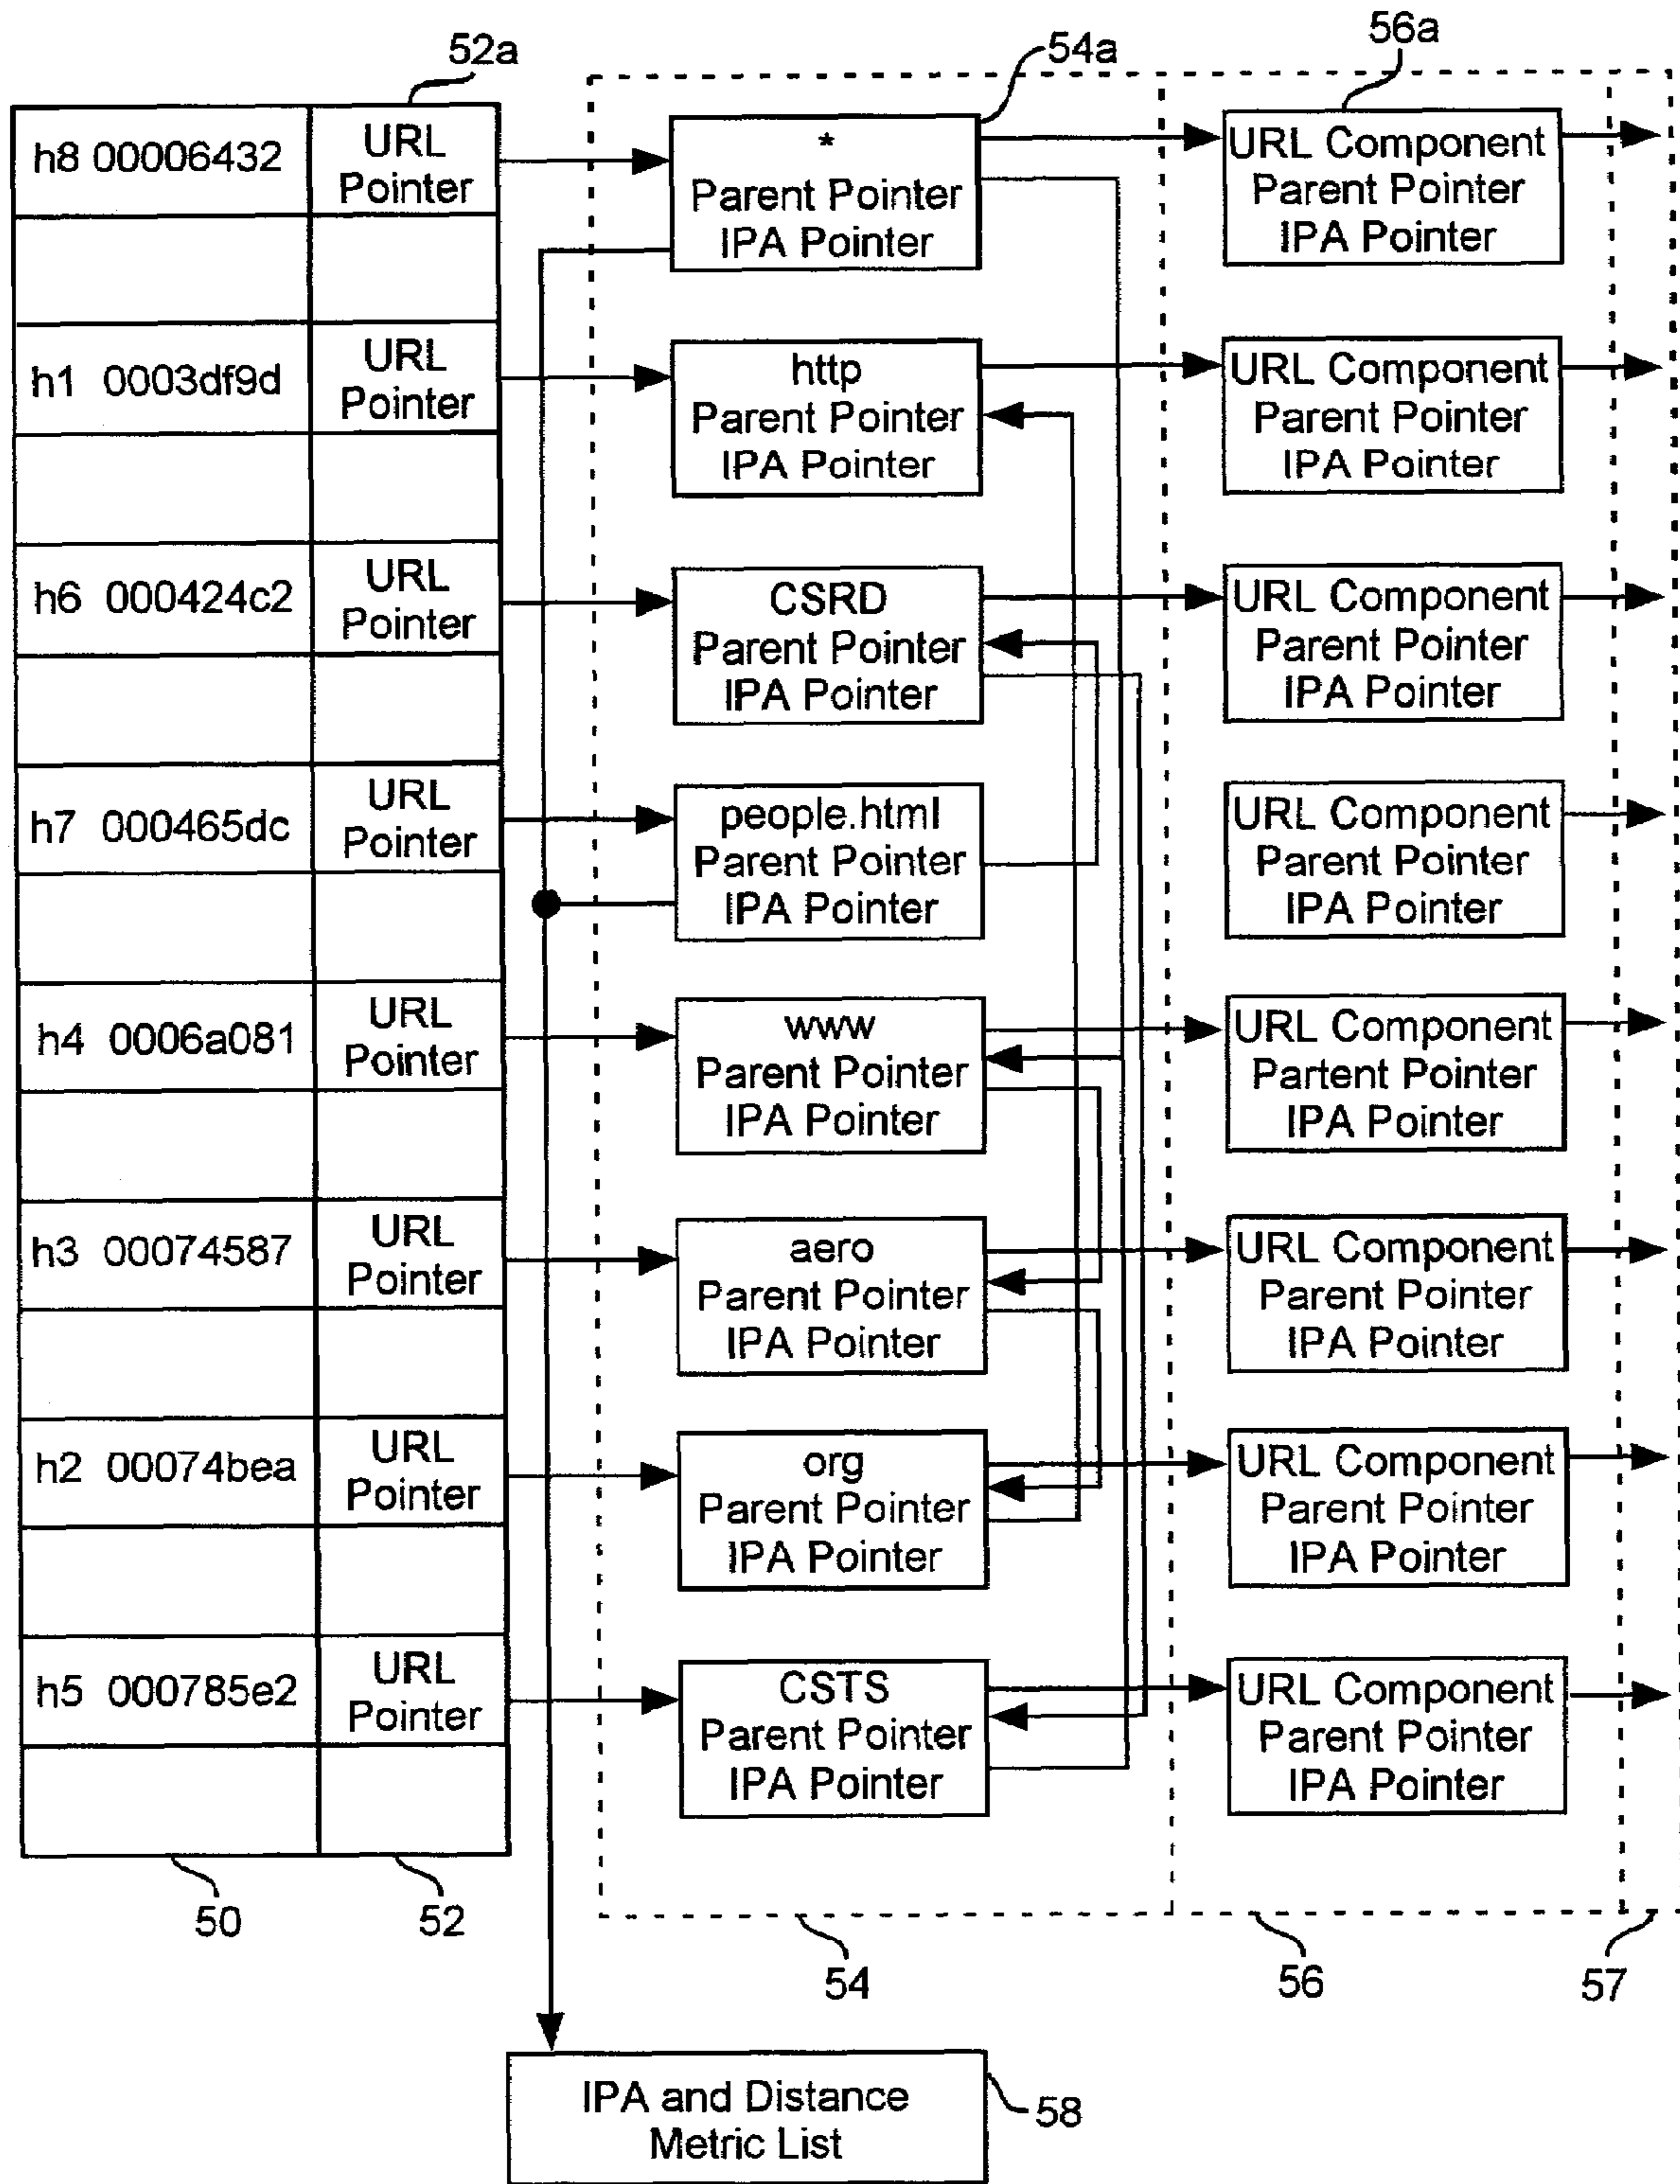 52a
54a
56a
h8 00006432
URL
Pointer
*
Parent Pointer
IPA Pointer
URL Component
Parent Pointer
IPA Pointer
h1 0003df9d
URL
Pointer
http
Parent Pointer
IPA Pointer
URL Component
Parent Pointer
IPA Pointer
h6 000424c2
URL
Pointer
CSRD
Parent Pointer
IPA Pointer
URL Component
Parent Pointer
IPA Pointer
h7 000465dc
URL
Pointer
people.html
Parent Pointer
IPA Pointer
URL Component
Parent Pointer
IPA Pointer
h4 0006a081
URL
Pointer
www
Parent Pointer
IPA Pointer
URL Component
Partent Pointer
IPA Pointer
h3 00074587
URL
Pointer
aero
Parent Pointer
IPA Pointer
URL Component
Parent Pointer
IPA Pointer
h2 00074bea
URL
Pointer
org
Parent Pointer
IPA Pointer
URL Component
Parent Pointer
IPA Pointer
h5 000785e2
URL
Pointer
CSTS
Parent Pointer
IPA Pointer
URL Component
Parent Pointer
IPA Pointer
50
52
54
56
57
IPA and Distance
Metric List
58